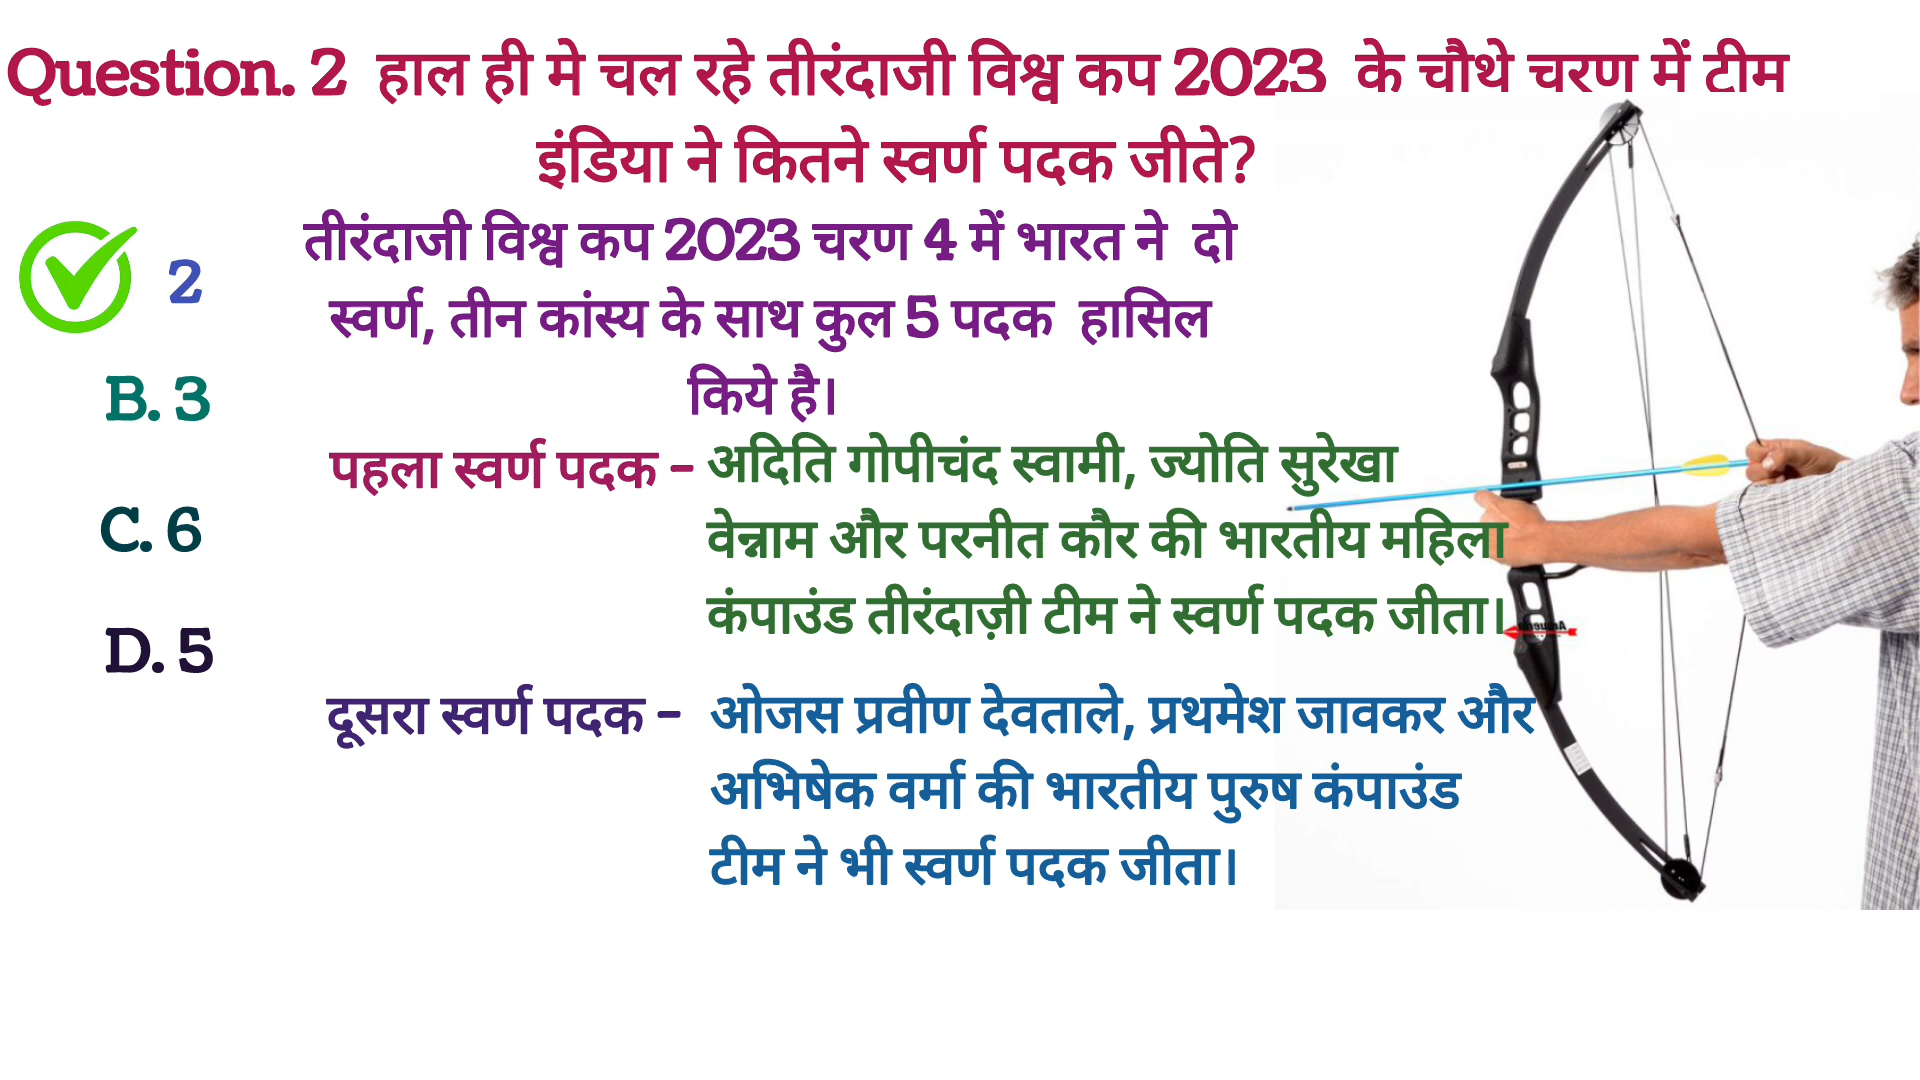 Question. 2 हाल ही मे चल रहे तीरंदाजी विश्व कप 2023 के चौथे चरण में टीम
इंडिया ने कितने स्वर्ण पदक जीते?
2
B. 3
C. 6
D. 5
तीरंदाजी विश्व कप 2023 चरण 4 में भारत ने दो
स्वर्ण, तीन कांस्य के साथ कुल 5 पदक हासिल
किये है।
पहला स्वर्ण पदक – अदिति गोपीचंद स्वामी, ज्योति सुरेखा
वेन्नाम और परनीत कौर की भारतीय महिला
कंपाउंड तीरंदाज़ी टीम ने स्वर्ण पदक जीता।
दूसरा स्वर्ण पदक – ओजस प्रवीण देवताले, प्रथमेश जावकर और
अभिषेक वर्मा की भारतीय पुरुष कंपाउंड
टीम ने भी स्वर्ण पदक जीता।